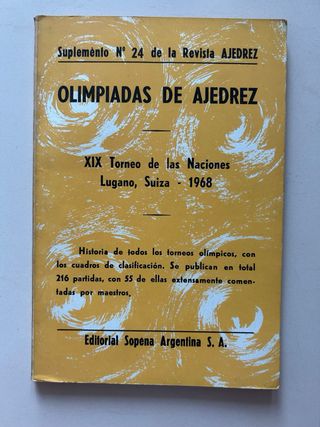 Suplemento Nº 24 de la Revista AJEDREZ
OLIMPIADAS DE AJEDREZ
XIX Torneo de las Naciones
Lugano, Suiza - 1968
Historia de todos los torneos olímpicos, con
los cuadros de clasificación. Se publican en total
216 partidas, con 55 de ellas extensamente comen-
tadas por maestros.
Editorial Sopena Argentina S. A.